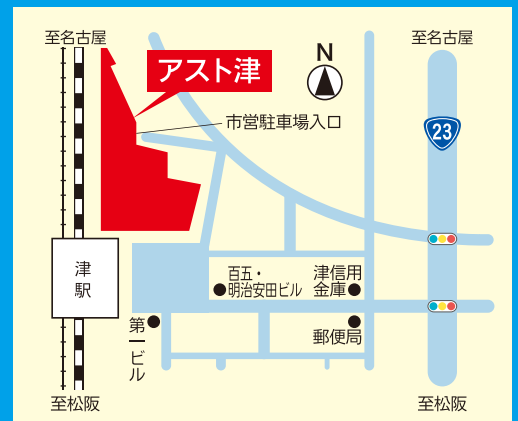 至名古屋
至名古屋
アスト津
N
市営駐車場入口
23
津駅
百五・
明治安田ビル
津信用
金庫
第一ビル
郵便局
至松阪
至松阪